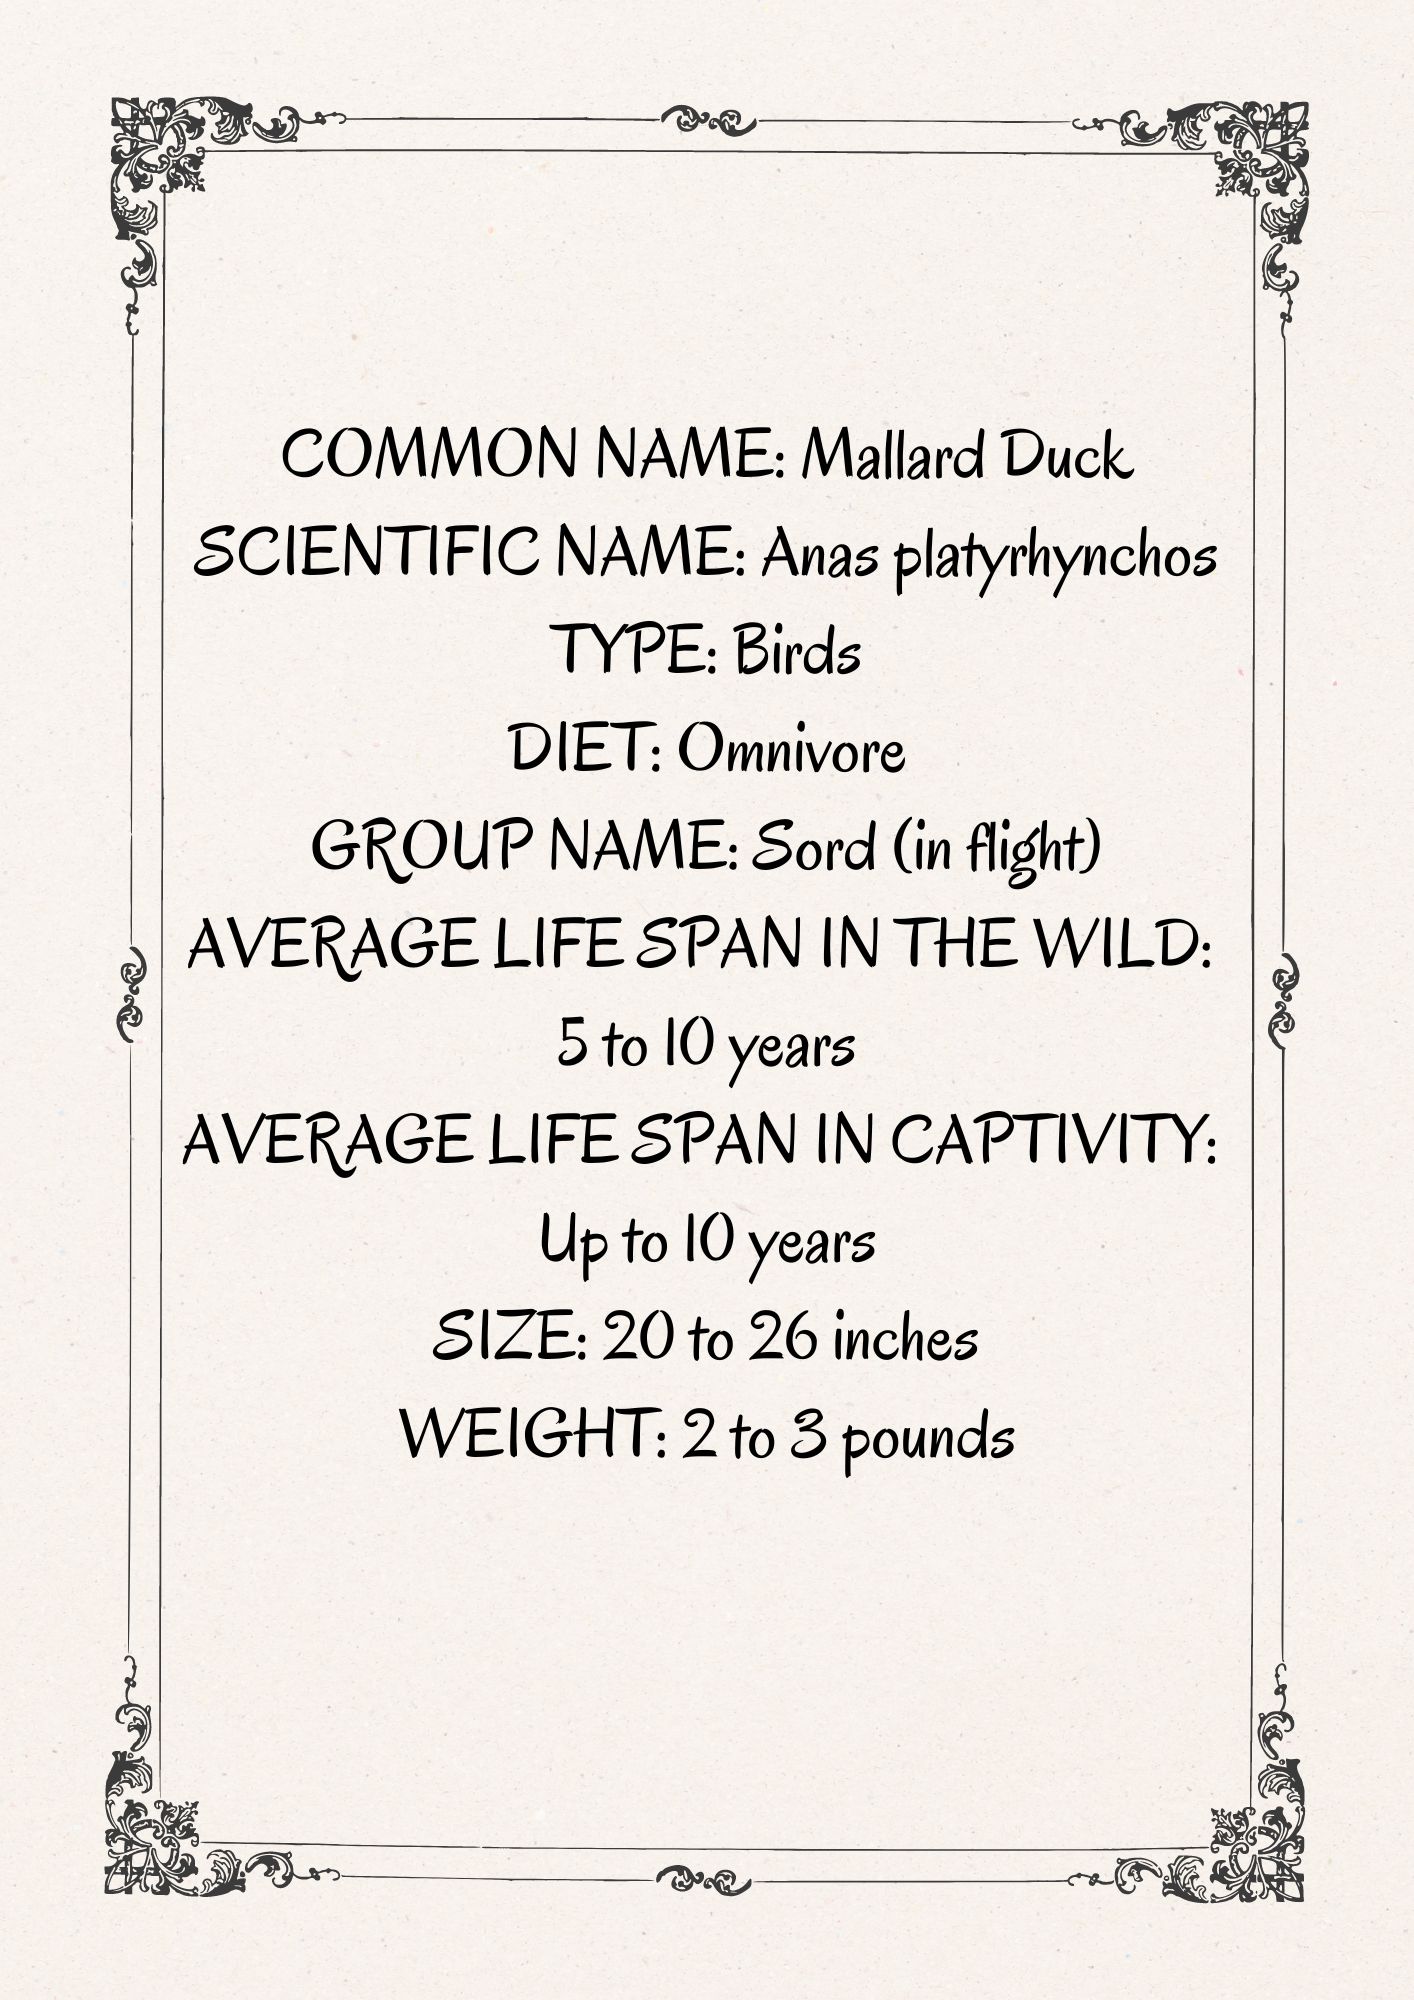 COMMON NAME: Mallard Duck
SCIENTIFIC NAME: Anas platyrhynchos
TYPE: Birds
DIET: Omnivore
GROUP NAME: Sord (in flight)
AVERAGE LIFE SPAN IN THE WILD:
5 to 10 years
AVERAGE LIFE SPAN IN CAPTIVITY:
Up to 10 years
SIZE: 20 to 26 inches
WEIGHT: 2 to 3 pounds